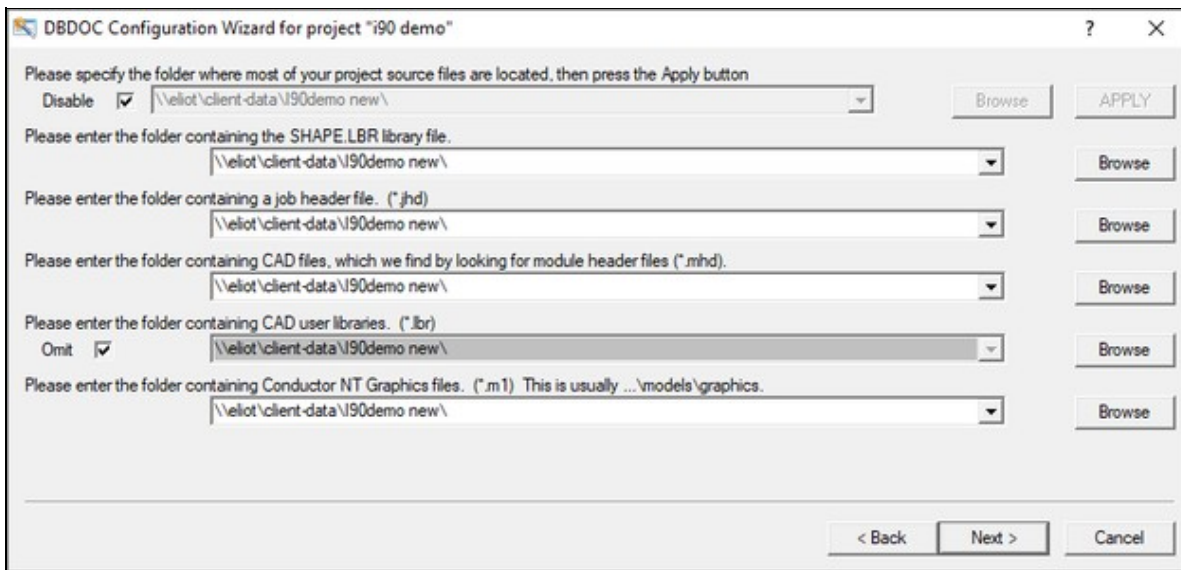 DBDOC Configuration Wizard for project "i90 demo" ? X
Please specify the folder where most of your project source files are located, then press the Apply button
Disable \\eliot\client-data\I90demo new\ Browse APPLY
Please enter the folder containing the SHAPE.LBR library file.
\\eliot\client-data\I90demo new\ Browse
Please enter the folder containing a job header file. (*.jhd)
\\eliot\client-data\I90demo new\ Browse
Please enter the folder containing CAD files, which we find by looking for module header files (*.mhd).
\\eliot\client-data\I90demo new\ Browse
Please enter the folder containing CAD user libraries. (*.lbr)
Omit \\eliot\client-data\I90demo new\ Browse
Please enter the folder containing Conductor NT Graphics files. (*.m1) This is usually ...\models\graphics.
\\eliot\client-data\I90demo new\ Browse
< Back Next > Cancel